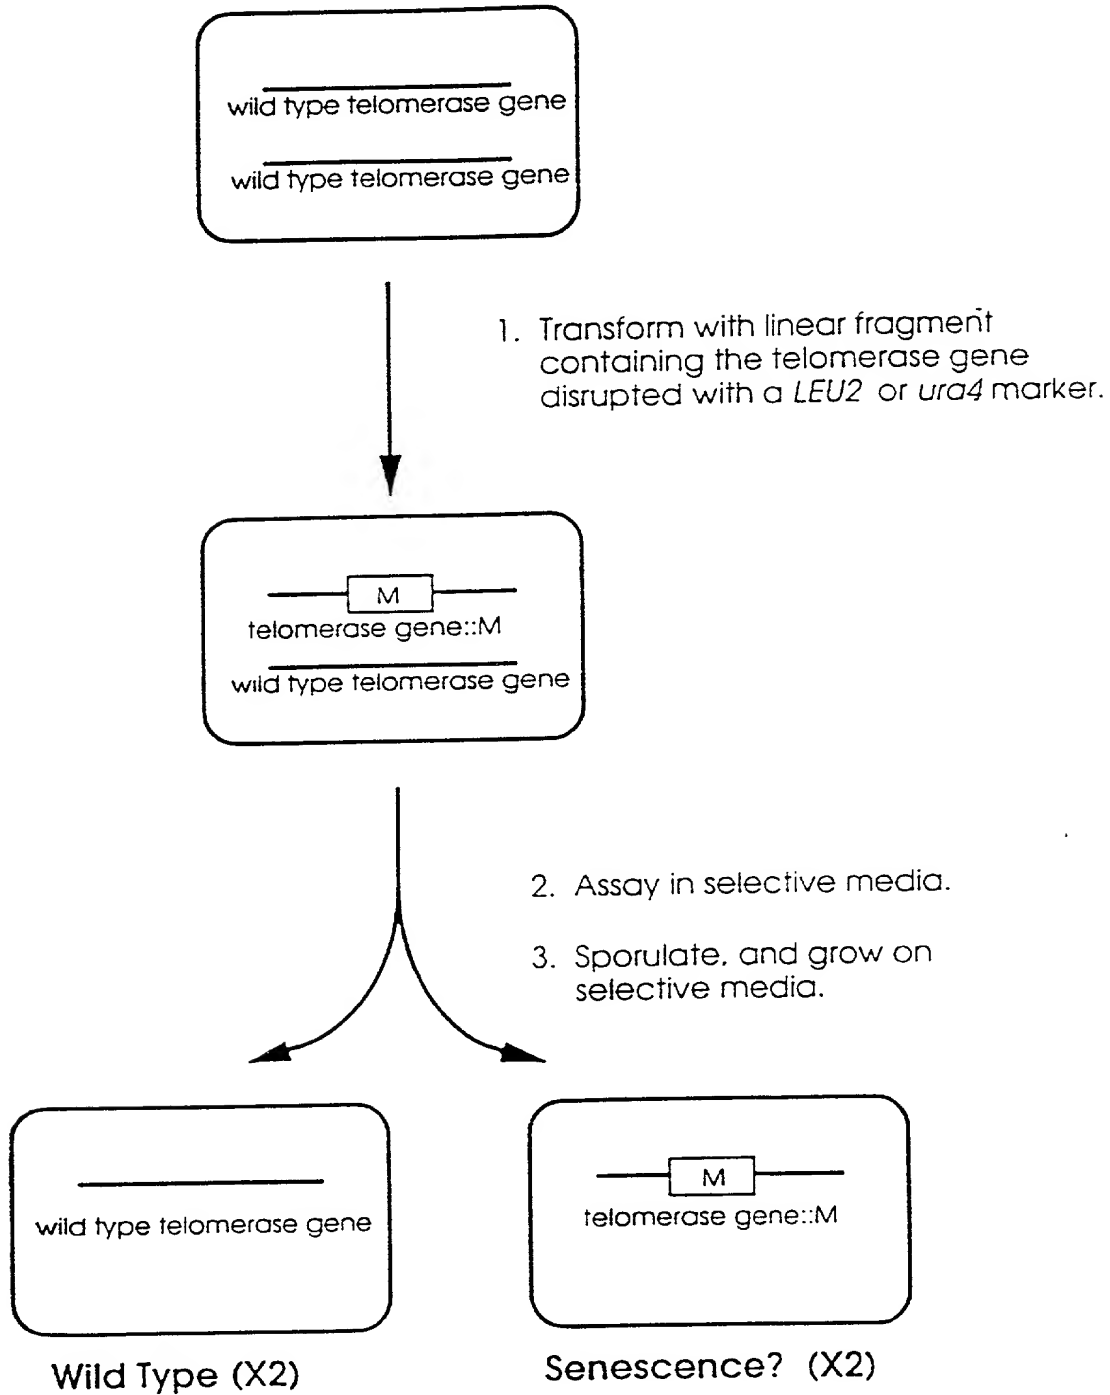 wild type telomerase gene
wild type telomerase gene
1. Transform with linear fragment
containing the telomerase gene
disrupted with a LEU2 or ura4 marker.
M
telomerase gene::M
wild type telomerase gene
2. Assay in selective media.
3. Sporulate, and grow on
selective media.
wild type telomerase gene
M
telomerase gene::M
Wild Type (X2)
Senescence? (X2)